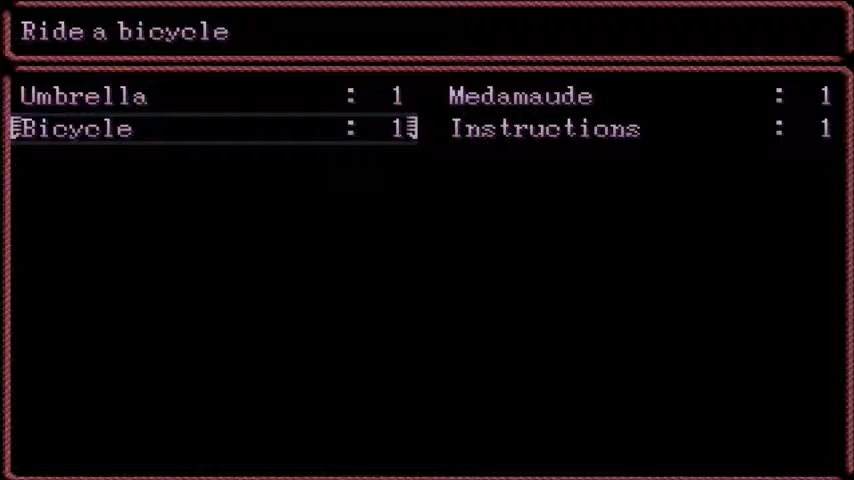 Ride a bicycle
Umbrella : 1 Medamaude : 1
Bicycle : 1 Instructions : 1